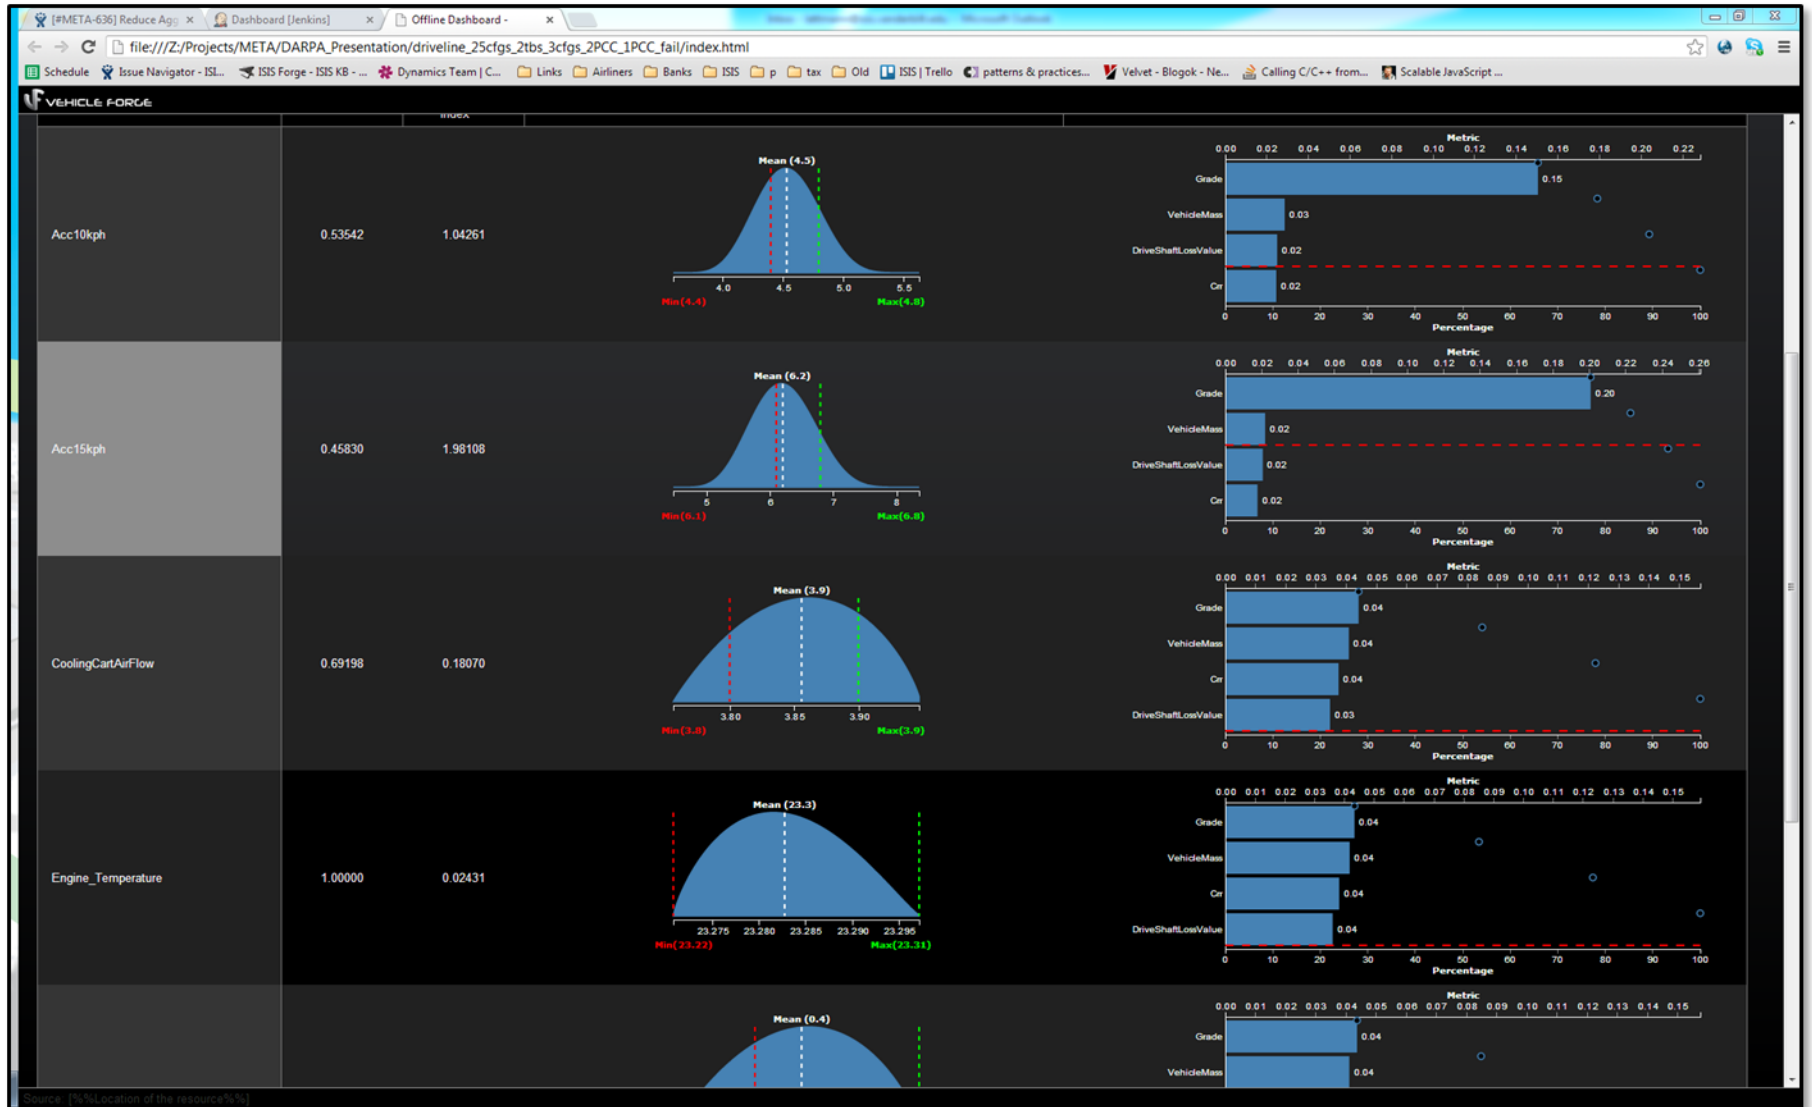 [#META-636] Reduce Agg
Dashboard [Jenkins]
Offline Dashboard -
file:///Z:/Projects/META/DARPA_Presentation/driveline_25cfgs_2tbs_3cfgs_2PCC_1PCC_fail/index.html
Schedule Issue Navigator - ISI... ISIS Forge - ISIS KB - ... Dynamics Team | C... Links Airliners Banks ISIS p tax Old ISIS | Trello patterns & practices... Velvet - Blogok - Ne... Calling C/C++ from... Scalable JavaScript ...
VEHICLE FORGE
Index
Acc10kph
0.53542
1.04261
Mean (4.5)
4.0 4.5 5.0 5.5
Min(4.4) Max(4.8)
Metric
0.00 0.02 0.04 0.06 0.08 0.10 0.12 0.14 0.16 0.18 0.20 0.22
Grade 0.15
VehicleMass 0.03
DriveShaftLossValue 0.02
Crr 0.02
0 10 20 30 40 50 60 70 80 90 100
Percentage
Acc15kph
0.45830
1.98108
Mean (6.2)
5 6 7 8
Min(6.1) Max(6.8)
Metric
0.00 0.02 0.04 0.06 0.08 0.10 0.12 0.14 0.16 0.18 0.20 0.22 0.24 0.26
Grade 0.20
VehicleMass 0.02
DriveShaftLossValue 0.02
Crr 0.02
0 10 20 30 40 50 60 70 80 90 100
Percentage
CoolingCartAirFlow
0.69198
0.18070
Mean (3.9)
3.80 3.85 3.90
Min(3.8) Max(3.9)
Metric
0.00 0.01 0.02 0.03 0.04 0.05 0.06 0.07 0.08 0.09 0.10 0.11 0.12 0.13 0.14 0.15
Grade 0.04
VehicleMass 0.04
Crr 0.04
DriveShaftLossValue 0.03
0 10 20 30 40 50 60 70 80 90 100
Percentage
Engine_Temperature
1.00000
0.02431
Mean (23.3)
23.275 23.280 23.285 23.290 23.295
Min(23.22) Max(23.31)
Metric
0.00 0.01 0.02 0.03 0.04 0.05 0.06 0.07 0.08 0.09 0.10 0.11 0.12 0.13 0.14 0.15
Grade 0.04
VehicleMass 0.04
Crr 0.04
DriveShaftLossValue 0.04
0 10 20 30 40 50 60 70 80 90 100
Percentage
Mean (0.4)
Metric
0.00 0.01 0.02 0.03 0.04 0.05 0.06 0.07 0.08 0.09 0.10 0.11 0.12 0.13 0.14 0.15
Grade 0.04
VehicleMass 0.04
Source: [%%Location of the resource%%]